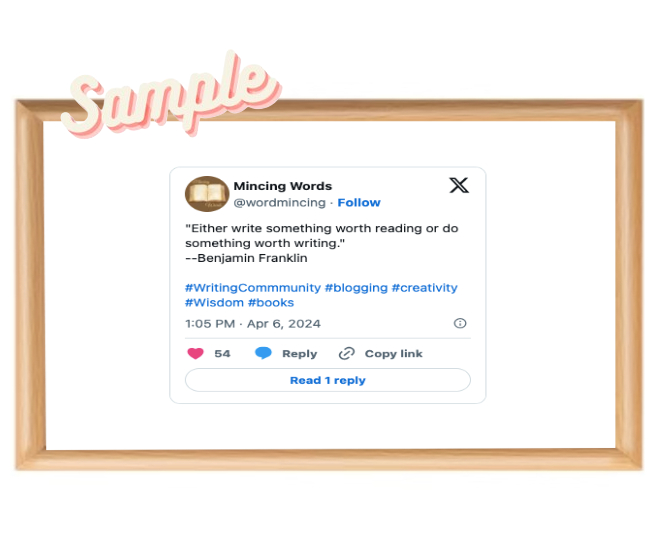 Sample
Mincing Words
@wordmincing · Follow
"Either write something worth reading or do
something worth writing."
--Benjamin Franklin
#WritingCommmunity #blogging #creativity
#Wisdom #books
1:05 PM · Apr 6, 2024
54 Reply Copy link
Read 1 reply